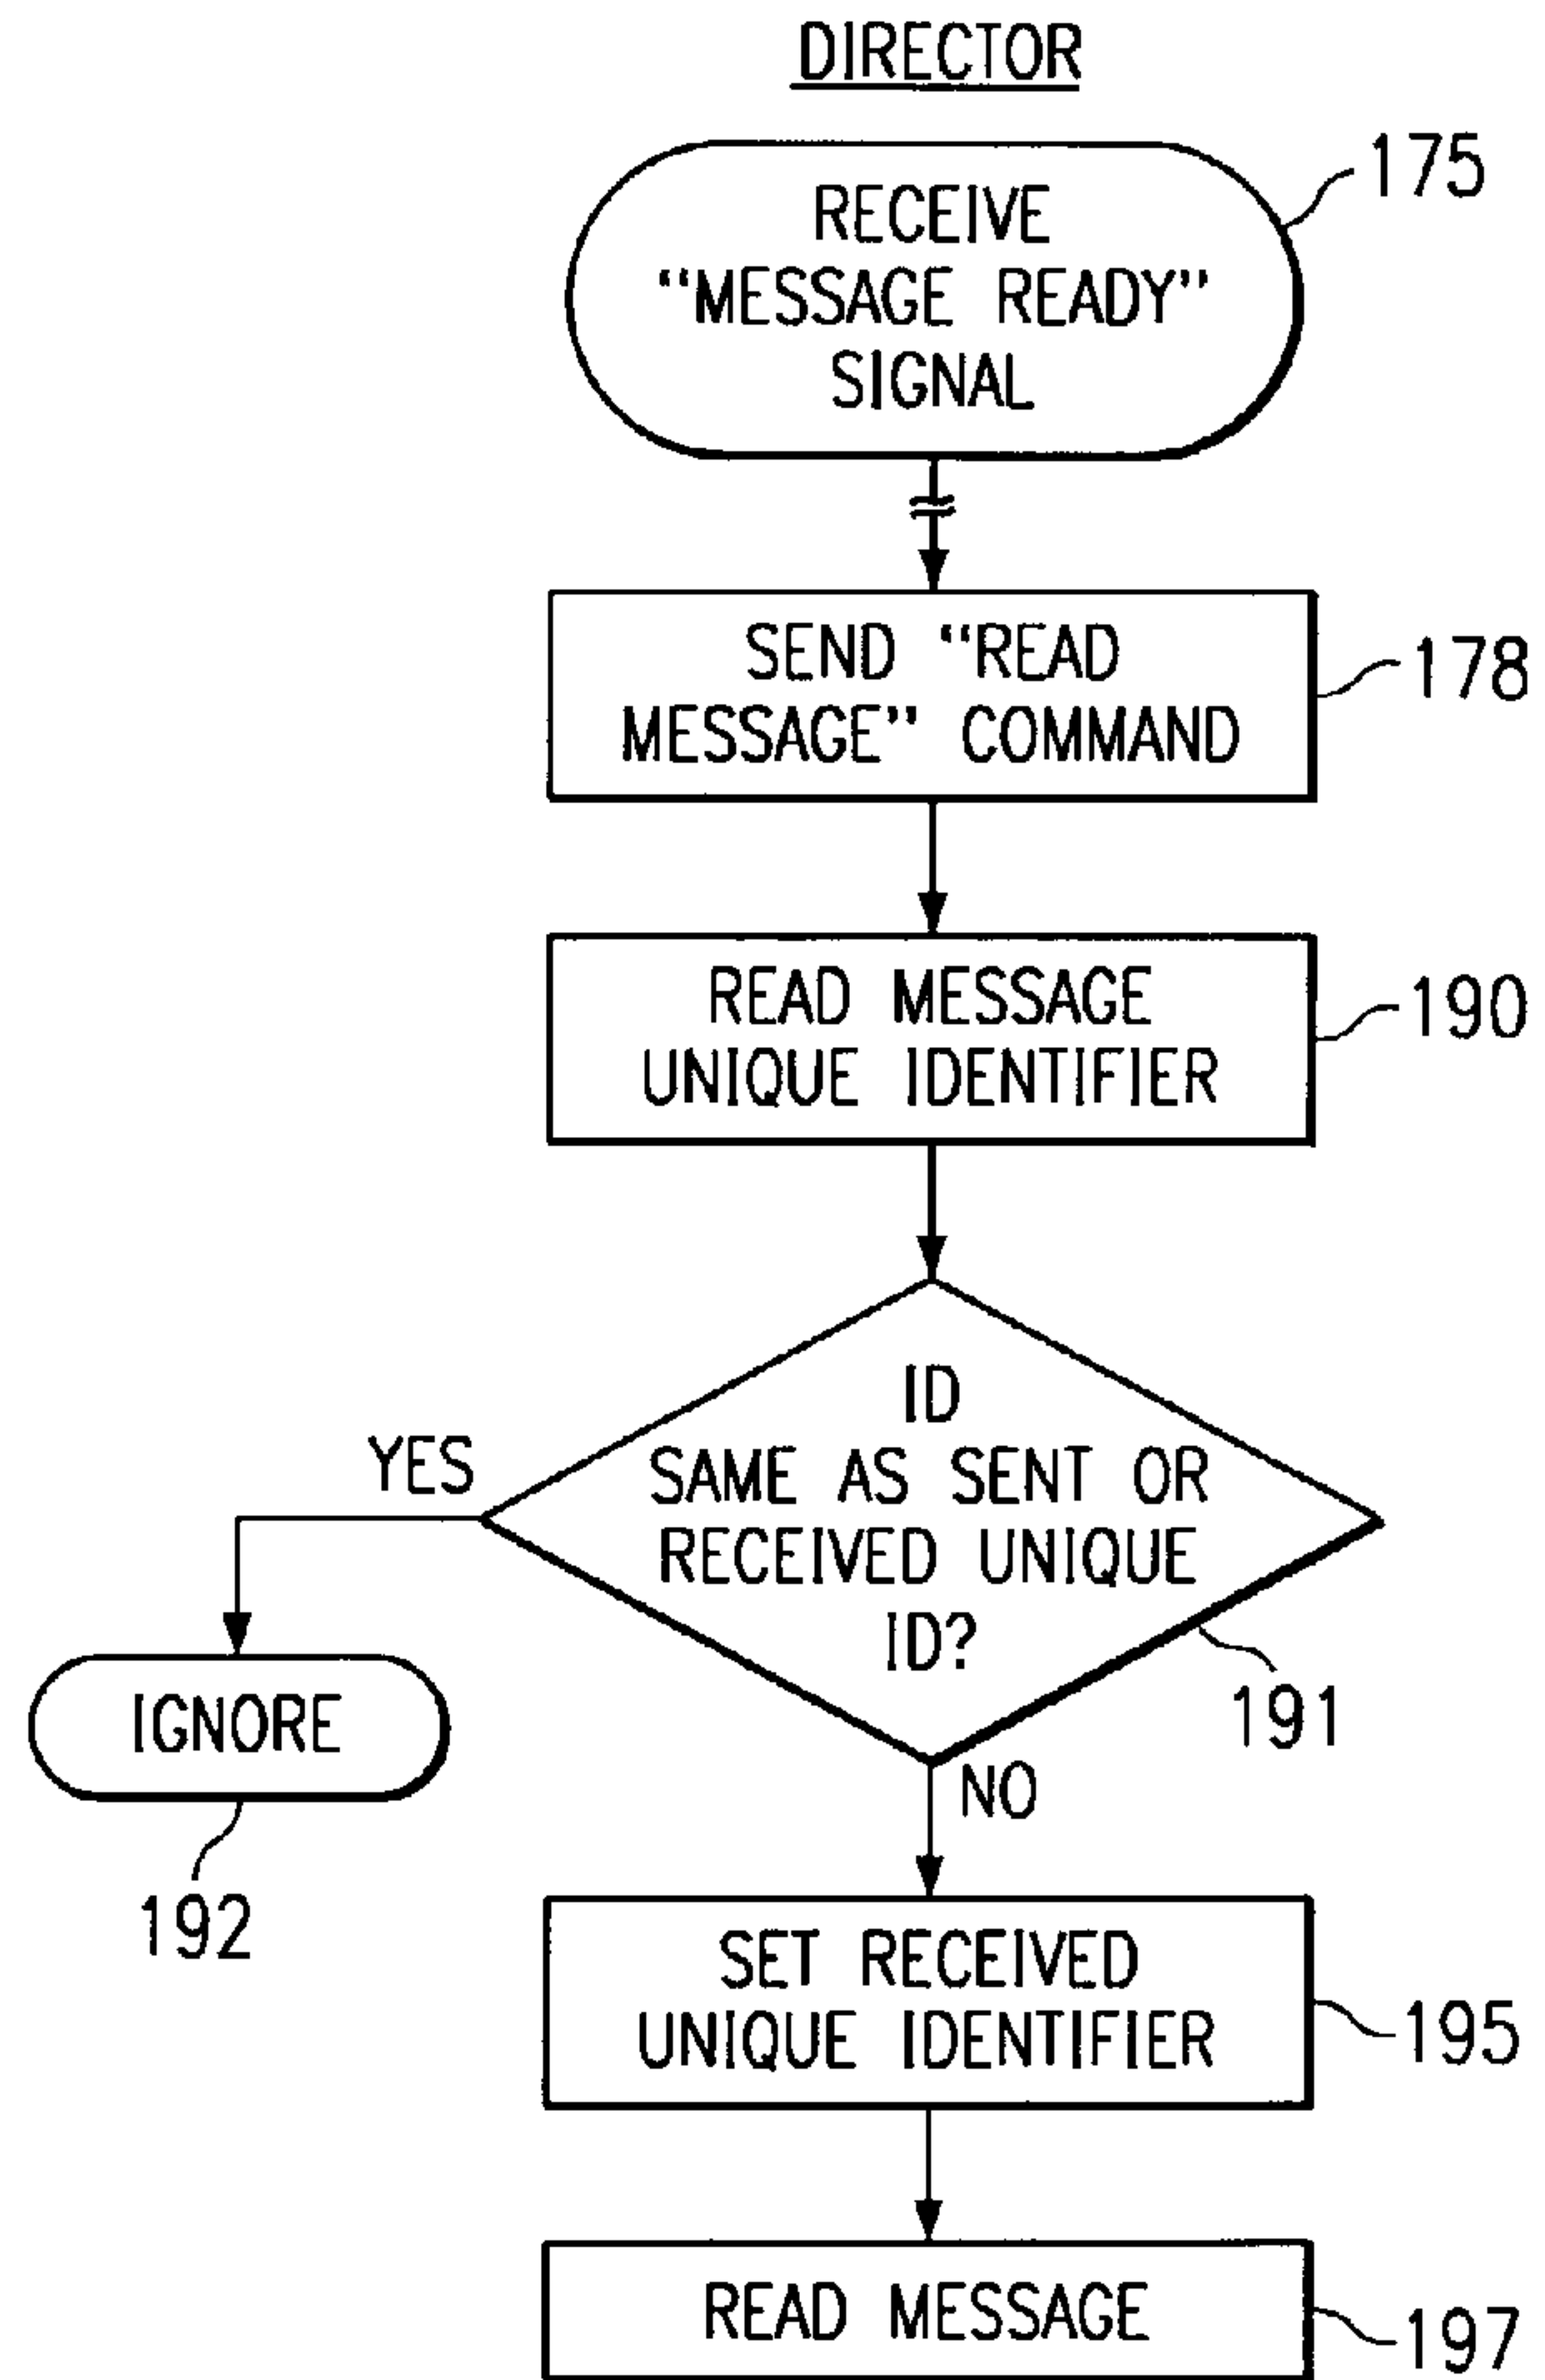 DIRECTOR
RECEIVE
“MESSAGE READY”
SIGNAL
175
SEND “READ
MESSAGE” COMMAND
178
READ MESSAGE
UNIQUE IDENTIFIER
190
ID
SAME AS SENT OR
RECEIVED UNIQUE
ID?
191
YES
IGNORE
192
NO
SET RECEIVED
UNIQUE IDENTIFIER
195
READ MESSAGE
197